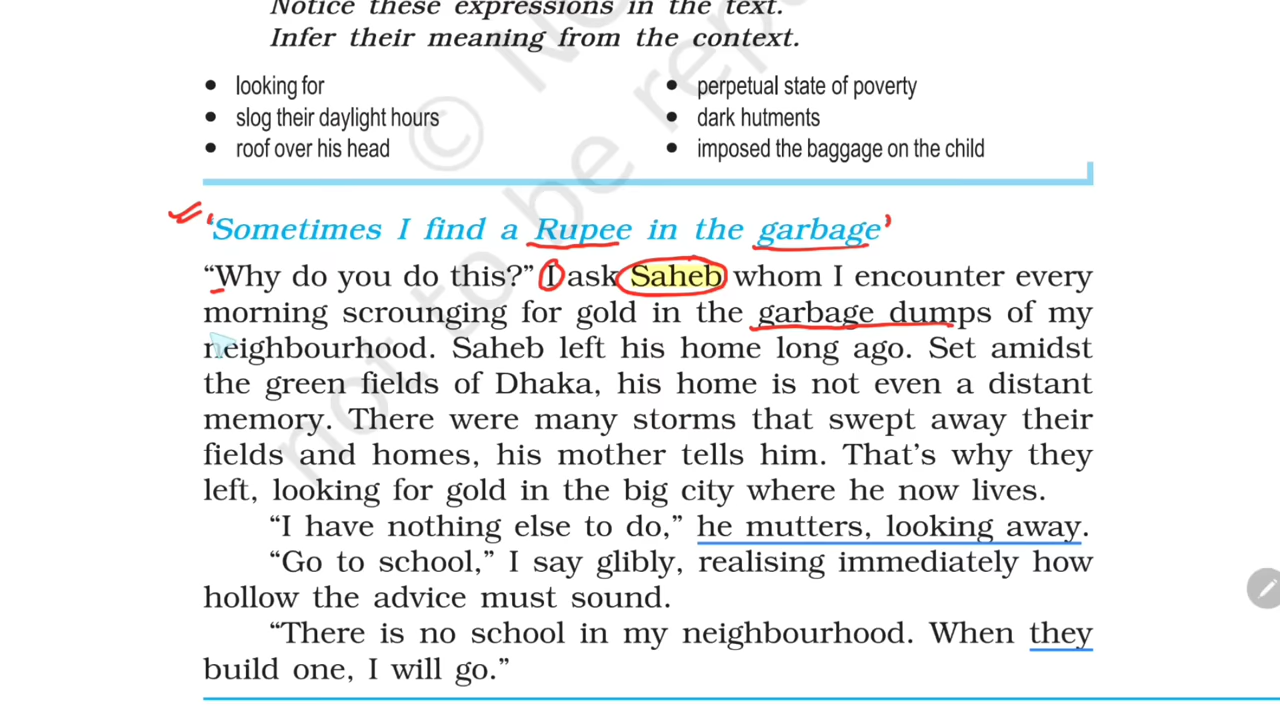 Notice these expressions in the text.
Infer their meaning from the context.
• looking for
• slog their daylight hours
• roof over his head
• perpetual state of poverty
• dark hutments
• imposed the baggage on the child
'Sometimes I find a Rupee in the garbage'
“Why do you do this?” I ask Saheb whom I encounter every
morning scrounging for gold in the garbage dumps of my
neighbourhood. Saheb left his home long ago. Set amidst
the green fields of Dhaka, his home is not even a distant
memory. There were many storms that swept away their
fields and homes, his mother tells him. That’s why they
left, looking for gold in the big city where he now lives.
“I have nothing else to do,” he mutters, looking away.
“Go to school,” I say glibly, realising immediately how
hollow the advice must sound.
“There is no school in my neighbourhood. When they
build one, I will go.”
© No
not to be rep